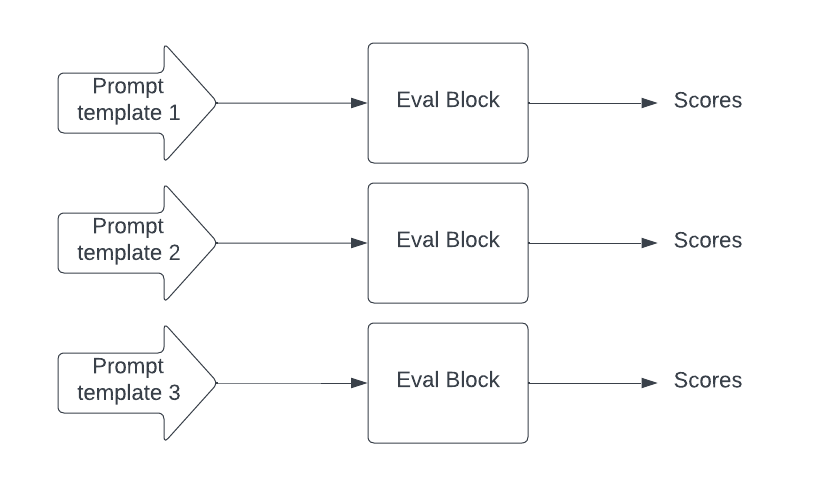 Prompt
template 1
Eval Block
Scores
Prompt
template 2
Eval Block
Scores
Prompt
template 3
Eval Block
Scores